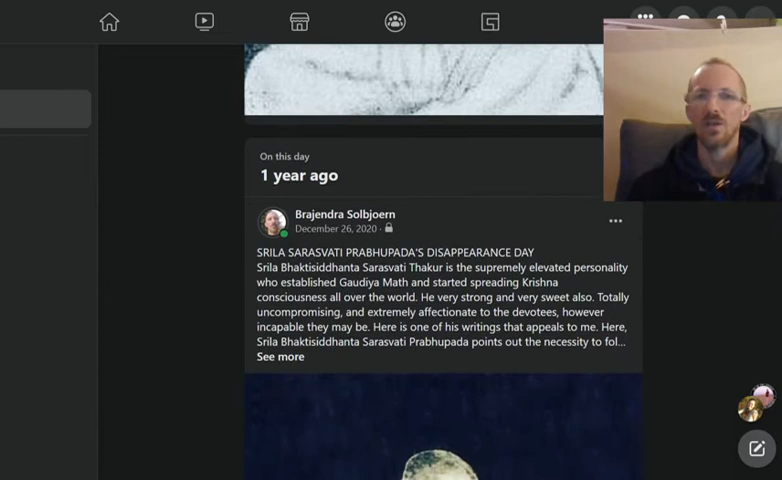 On this day
1 year ago
Brajendra Solbjoern
December 26, 2020 ·
SRILA SARASVATI PRABHUPADA'S DISAPPEARANCE DAY
Srila Bhaktisiddhanta Sarasvati Thakur is the supremely elevated personality
who established Gaudiya Math and started spreading Krishna
consciousness all over the world. He very strong and very sweet also. Totally
uncompromising, and extremely affectionate to the devotees, however
incapable they may be. Here is one of his writings that appeals to me. Here,
Srila Bhaktisiddhanta Sarasvati Prabhupada points out the necessity to fol...
See more